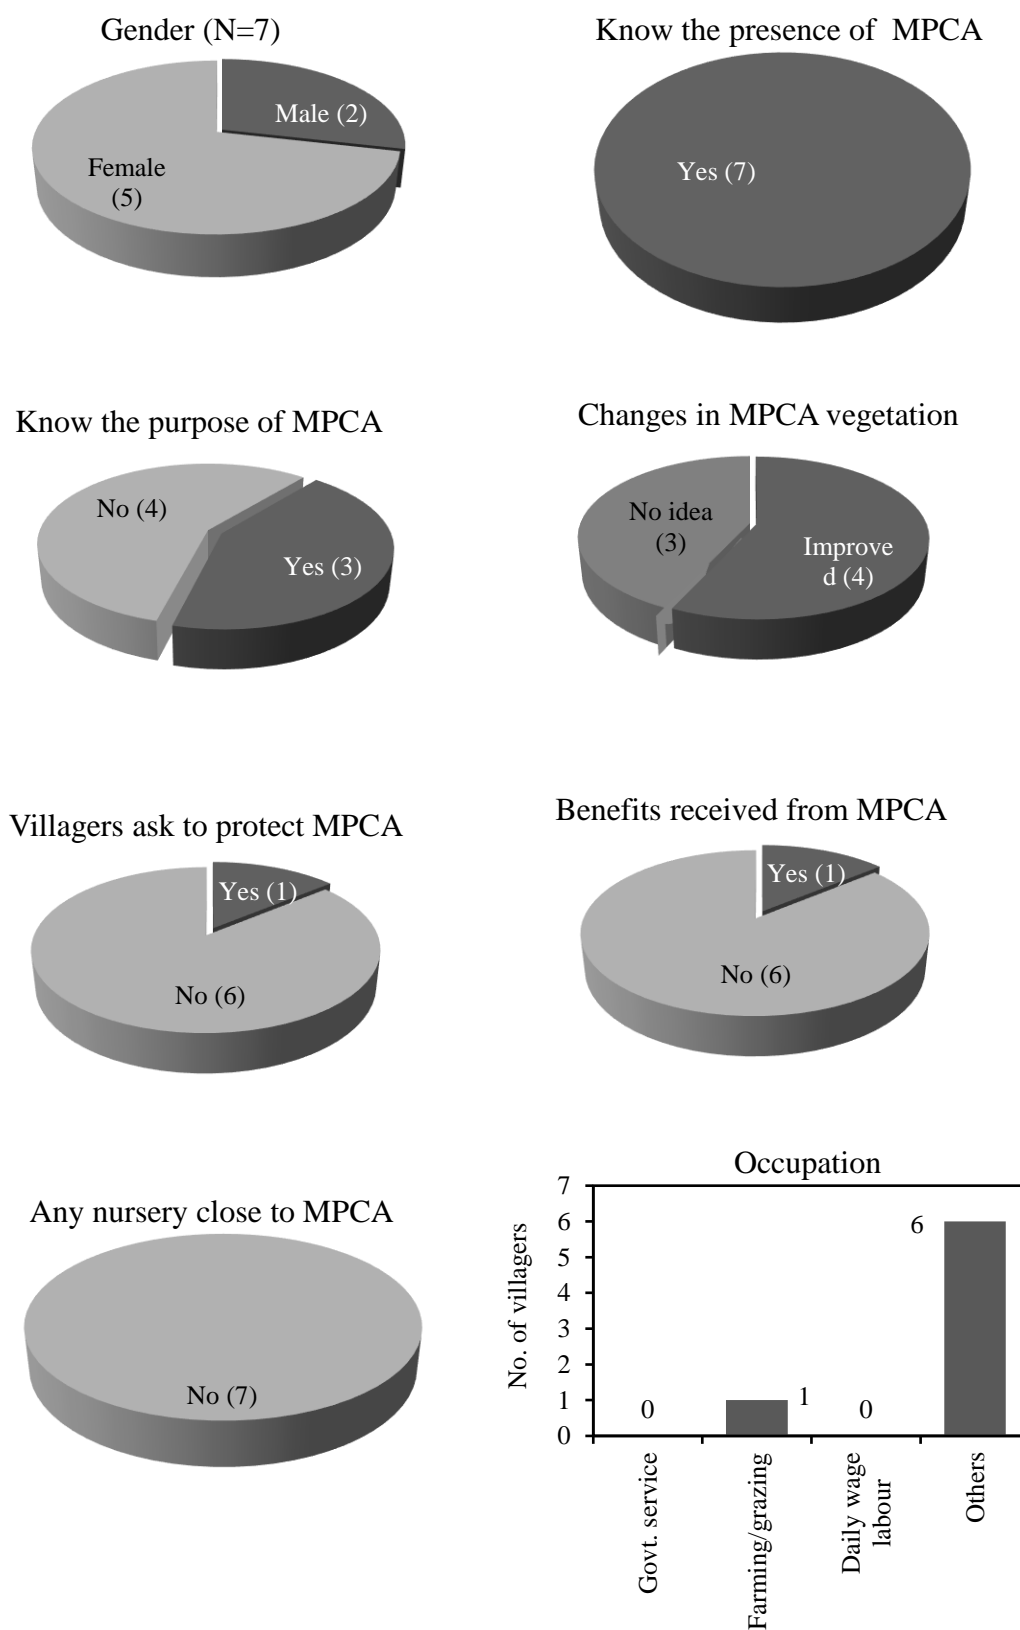 Gender (N=7)
Male (2)
Female
(5)
Know the presence of MPCA
Yes (7)
Know the purpose of MPCA
No (4)
Yes (3)
Changes in MPCA vegetation
No idea
(3)
Improve
d (4)
Villagers ask to protect MPCA
Yes (1)
No (6)
Benefits received from MPCA
Yes (1)
No (6)
Any nursery close to MPCA
No (7)
Occupation
No. of villagers
7
6
5
4
3
2
1
0
0
1
0
6
Govt. service
Farming/grazing
Daily wage
labour
Others